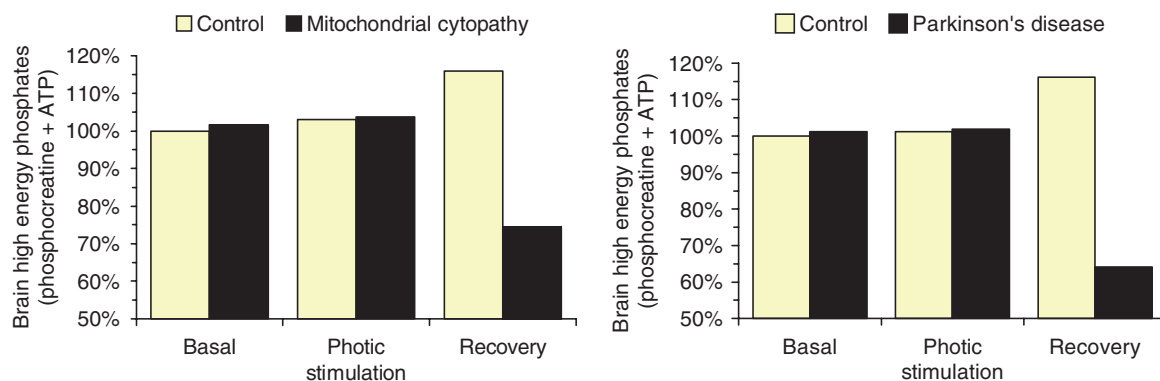 Control Mitochondrial cytopathy
Brain high energy phosphates
(phosphocreatine + ATP)
120%
110%
100%
90%
80%
70%
60%
50%
Basal
Photic
stimulation
Recovery
Control Parkinson's disease
Brain high energy phosphates
(phosphocreatine + ATP)
120%
110%
100%
90%
80%
70%
60%
50%
Basal
Photic
stimulation
Recovery